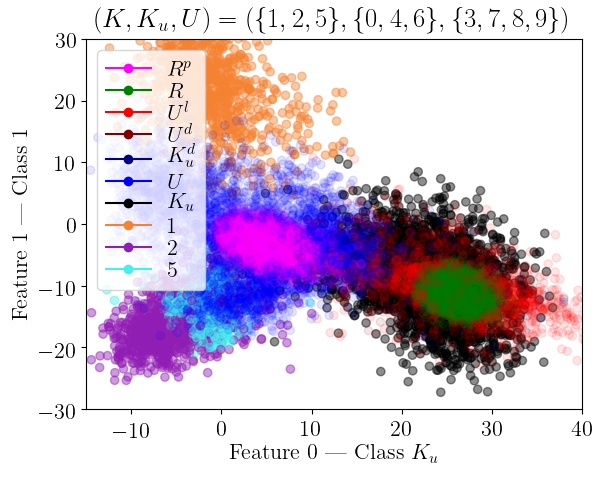 (K, K_u, U) = ({1, 2, 5}, {0, 4, 6}, {3, 7, 8, 9})
30
20
10
0
−10
−20
−30
Feature 1 — Class 1
R^p
R
U^l
U^d
K_u^d
U
K_u
1
2
5
−10 0 10 20 30 40
Feature 0 — Class K_u